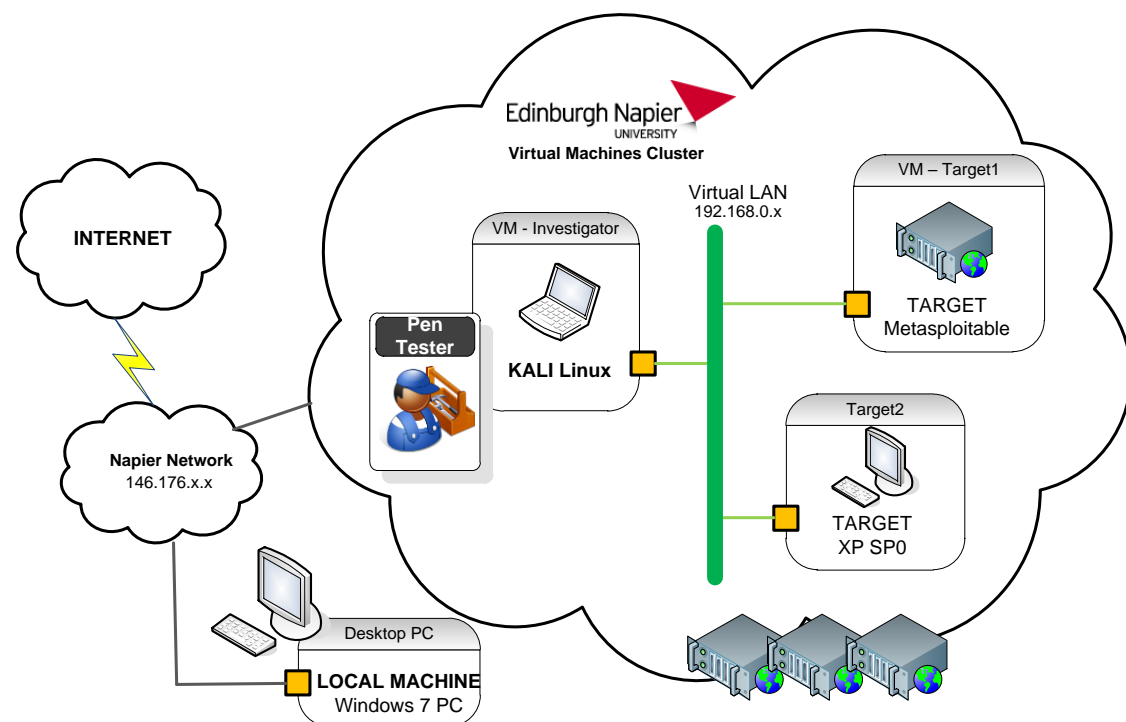 Edinburgh Napier
UNIVERSITY
Virtual Machines Cluster
INTERNET
Napier Network
146.176.x.x
VM - Investigator
Pen
Tester
KALI Linux
Virtual LAN
192.168.0.x
VM – Target1
TARGET
Metasploitable
Target2
TARGET
XP SP0
Desktop PC
LOCAL MACHINE
Windows 7 PC